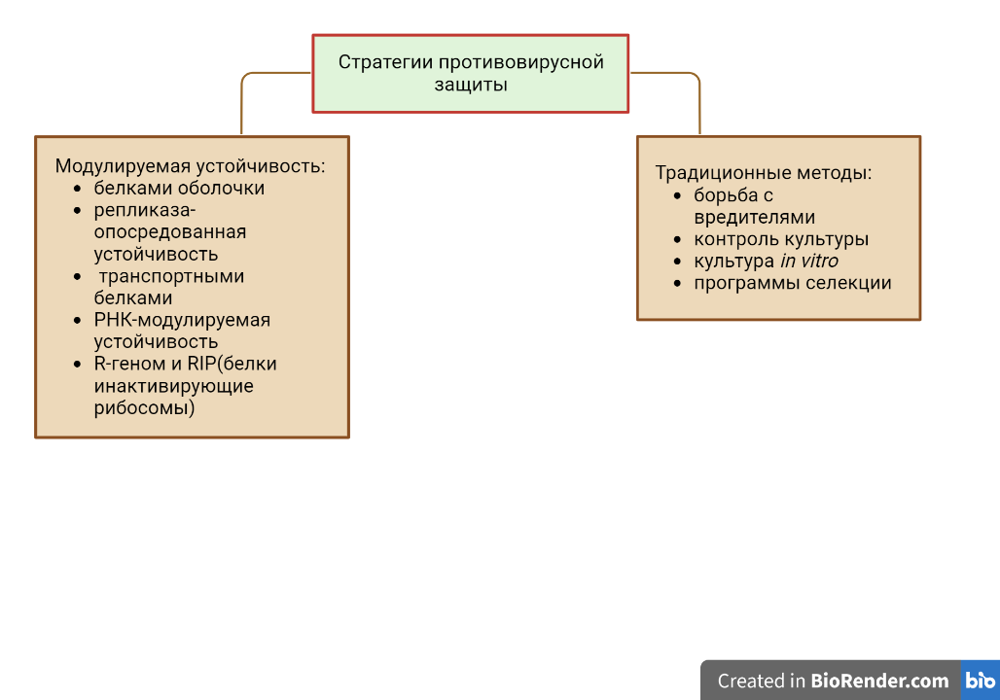 Стратегии противовирусной
защиты
Модулируемая устойчивость:
• белками оболочки
• репликаза-
опосредованная
устойчивость
• транспортными
белками
• РНК-модулируемая
устойчивость
• R-геном и RIP(белки
инактивирующие
рибосомы)
Традиционные методы:
• борьба с
вредителями
• контроль культуры
• культура in vitro
• программы селекции
Created in BioRender.com bio